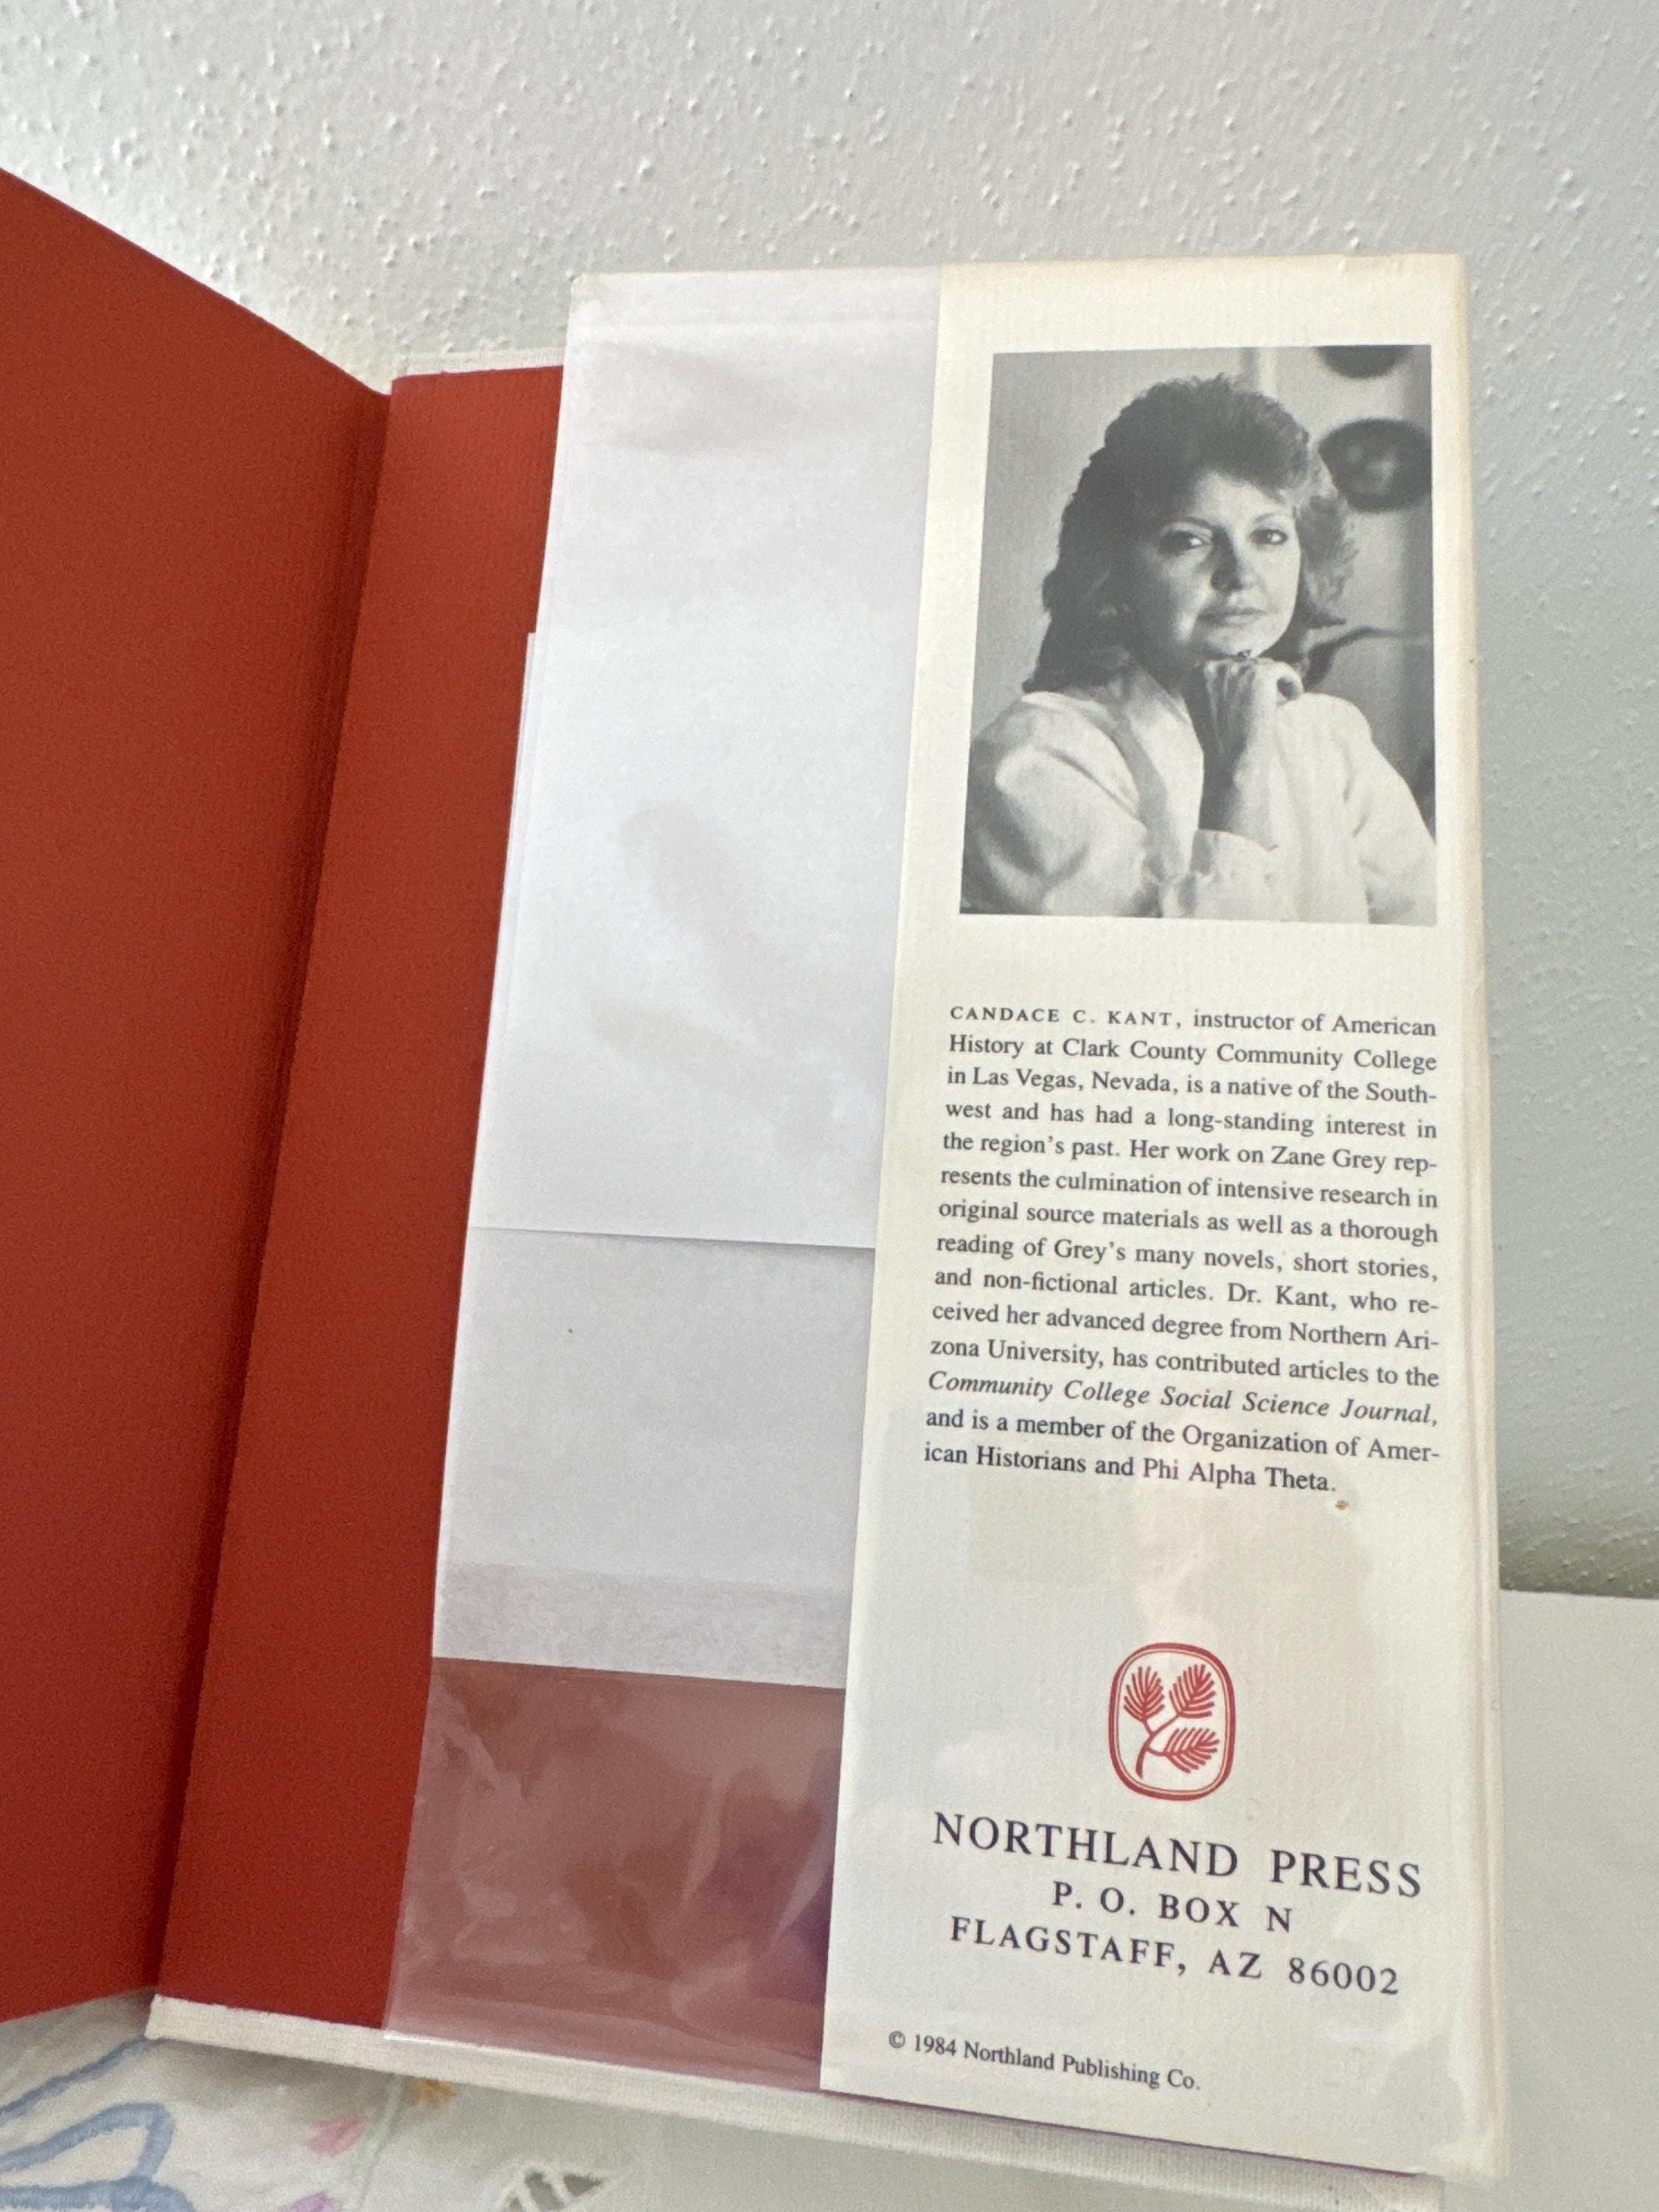 CANDACE C. KANT, instructor of American
History at Clark County Community College
in Las Vegas, Nevada, is a native of the South-
west and has had a long-standing interest in
the region's past. Her work on Zane Grey rep-
resents the culmination of intensive research in
original source materials as well as a thorough
reading of Grey's many novels, short stories,
and non-fictional articles. Dr. Kant, who re-
ceived her advanced degree from Northern Ari-
zona University, has contributed articles to the
Community College Social Science Journal,
and is a member of the Organization of Amer-
ican Historians and Phi Alpha Theta.
NORTHLAND PRESS
P. O. BOX N
FLAGSTAFF, AZ 86002
© 1984 Northland Publishing Co.